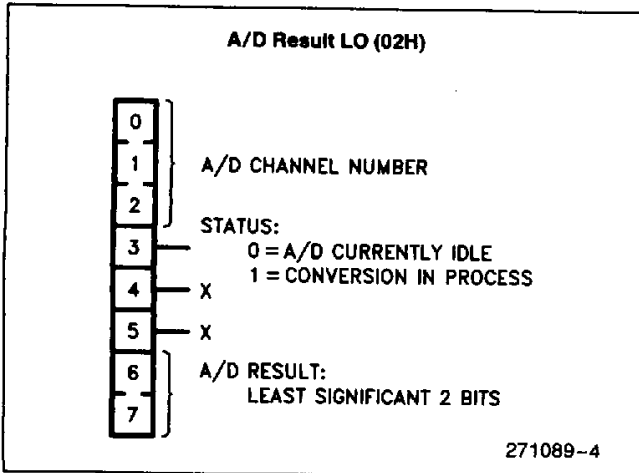 A/D Result LO (02H)
0
1
2
A/D CHANNEL NUMBER
STATUS:
3
0 = A/D CURRENTLY IDLE
1 = CONVERSION IN PROCESS
4 X
5 X
6
A/D RESULT:
7
LEAST SIGNIFICANT 2 BITS
271089-4